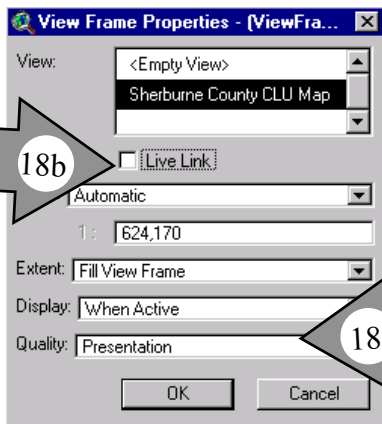 View Frame Properties - (ViewFra...
View:
<Empty View>
Sherburne County CLU Map
18b
Live Link
Automatic
1: 624,170
Extent: Fill View Frame
Display: When Active
Quality: Presentation
18
OK Cancel